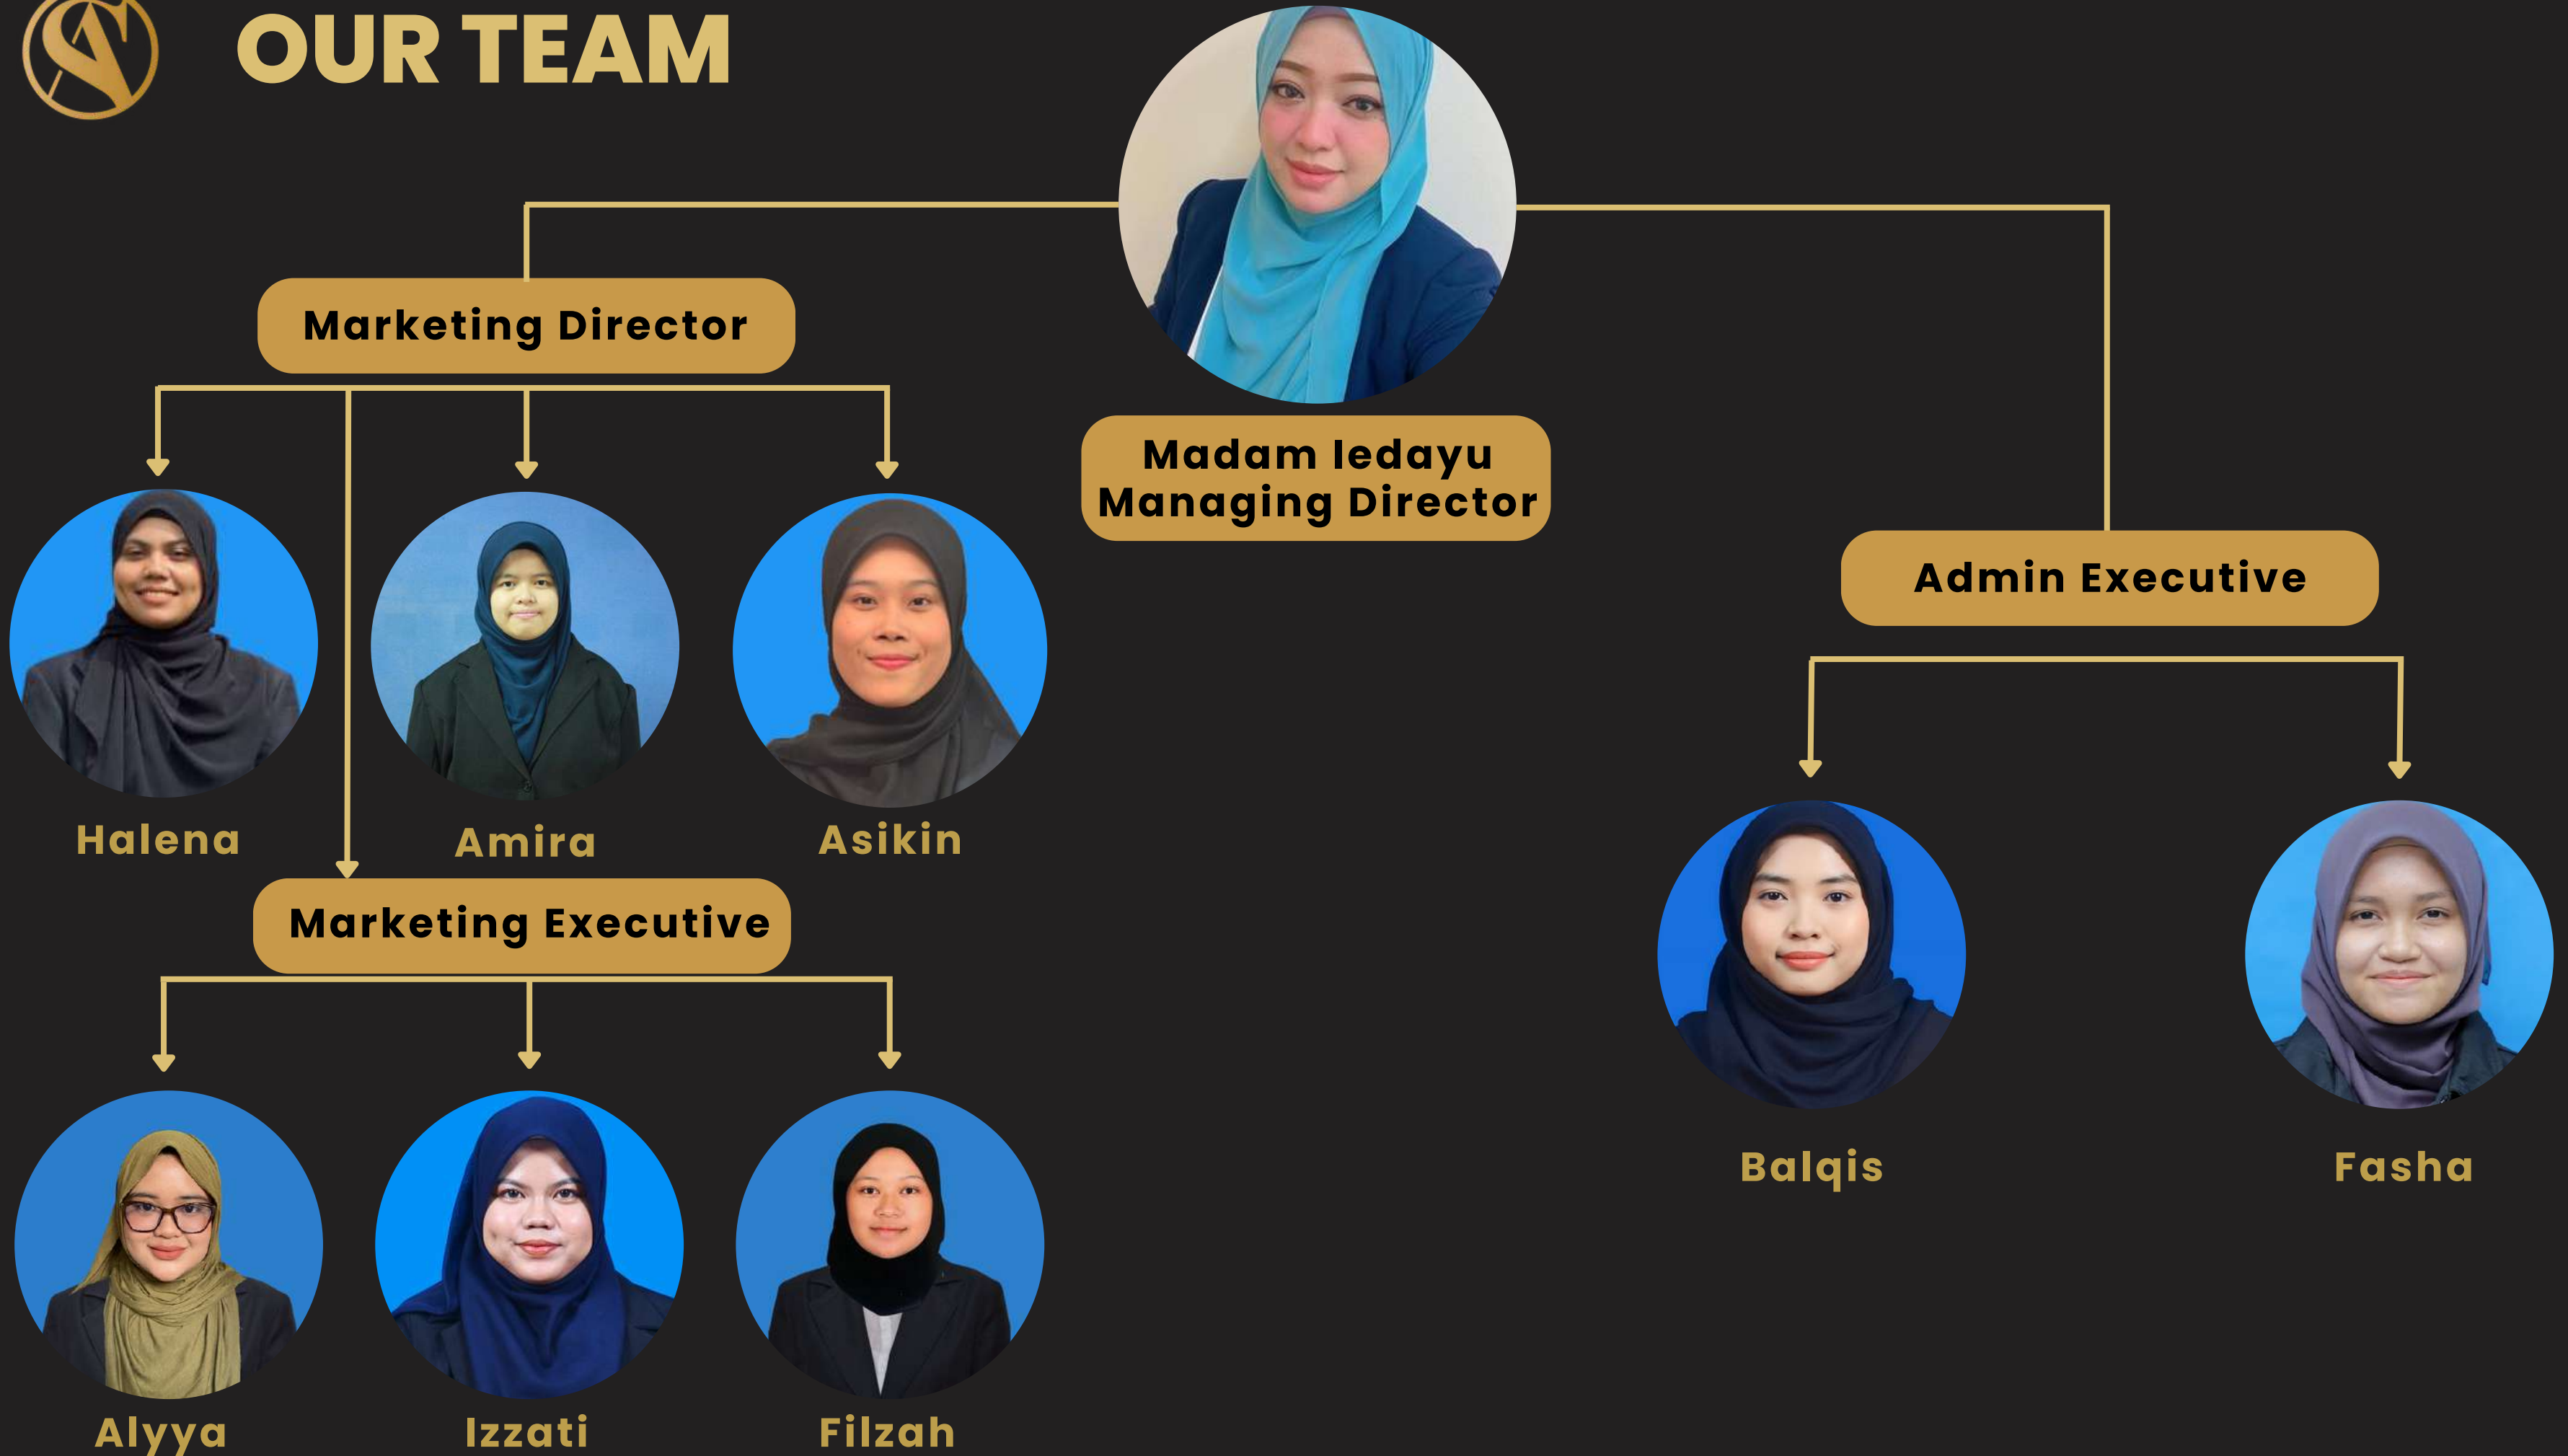 OUR TEAM
Madam Iedayu
Managing Director
Marketing Director
Halena
Amira
Asikin
Marketing Executive
Alyya
Izzati
Filzah
Admin Executive
Balqis
Fasha